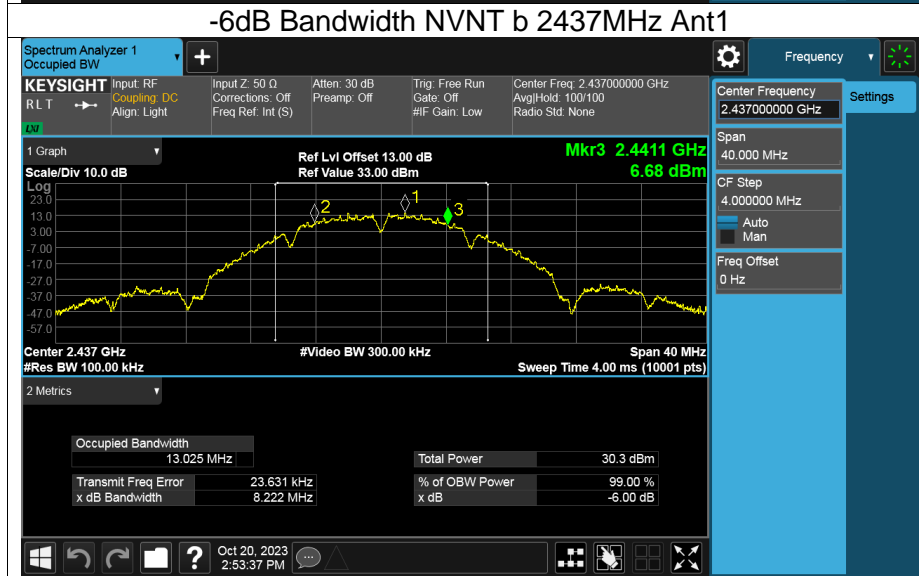 -6dB Bandwidth NVNT b 2437MHz Ant1
Spectrum Analyzer 1
Occupied BW
+
Frequency
KEYSIGHT
R L T
LXI
Input: RF
Coupling: DC
Align: Light
Input Z: 50 Ω
Corrections: Off
Freq Ref: Int (S)
Atten: 30 dB
Preamp: Off
Trig: Free Run
Gate: Off
#IF Gain: Low
Center Freq: 2.437000000 GHz
Avg|Hold: 100/100
Radio Std: None
Center Frequency
2.437000000 GHz
Settings
Span
40.000 MHz
CF Step
4.000000 MHz
Auto
Man
Freq Offset
0 Hz
1 Graph
Scale/Div 10.0 dB
Ref Lvl Offset 13.00 dB
Ref Value 33.00 dBm
Mkr3 2.4411 GHz
6.68 dBm
Log
23.0
13.0
3.00
-7.00
-17.0
-27.0
-37.0
-47.0
-57.0
2
1
3
Center 2.437 GHz
#Res BW 100.00 kHz
#Video BW 300.00 kHz
Span 40 MHz
Sweep Time 4.00 ms (10001 pts)
2 Metrics
Occupied Bandwidth
13.025 MHz
Transmit Freq Error 23.631 kHz
x dB Bandwidth 8.222 MHz
Total Power 30.3 dBm
% of OBW Power 99.00 %
x dB -6.00 dB
?
Oct 20, 2023
2:53:37 PM